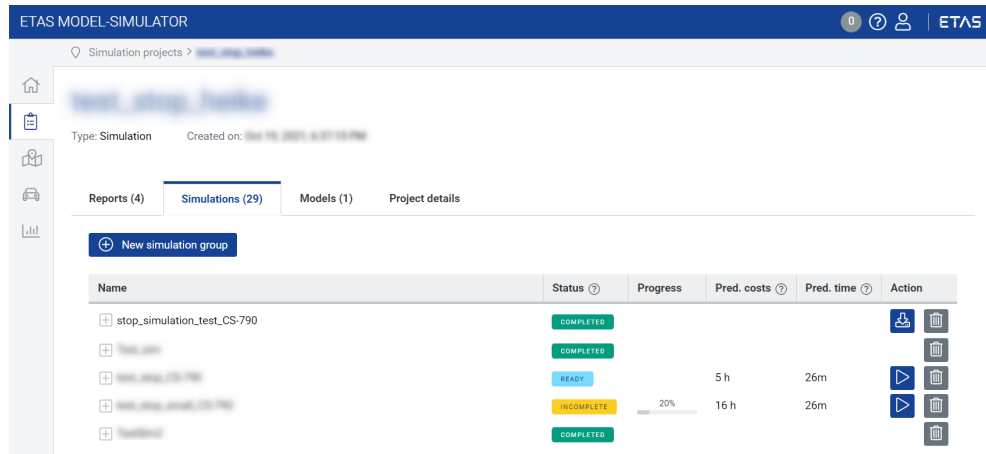 ETAS MODEL-SIMULATOR 0 ETAS
Simulation projects >
Type: Simulation Created on:
Reports (4) Simulations (29) Models (1) Project details
New simulation group
Name Status Progress Pred. costs Pred. time Action
stop_simulation_test_CS-790 COMPLETED
COMPLETED
READY 5 h 26m
INCOMPLETE 20% 16 h 26m
COMPLETED